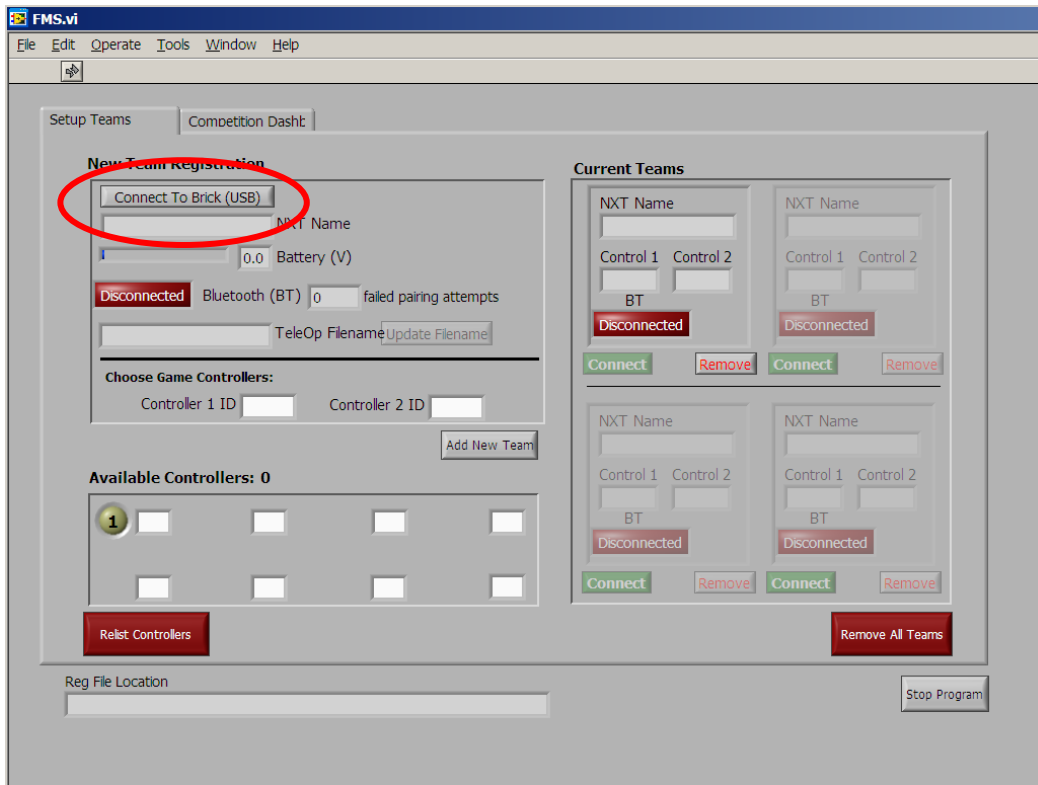 FMS.vi
File Edit Operate Tools Window Help
Setup Teams
Competition Dashb
New Team Registration
Connect To Brick (USB)
NXT Name
0.0 Battery (V)
Disconnected Bluetooth (BT) 0 failed pairing attempts
TeleOp Filename Update Filename
Choose Game Controllers:
Controller 1 ID Controller 2 ID
Add New Team
Available Controllers: 0
1
Relist Controllers
Current Teams
NXT Name
Control 1 Control 2
BT
Disconnected
Connect Remove
NXT Name
Control 1 Control 2
BT
Disconnected
Connect Remove
NXT Name
Control 1 Control 2
BT
Disconnected
Connect Remove
NXT Name
Control 1 Control 2
BT
Disconnected
Connect Remove
Remove All Teams
Reg File Location
Stop Program